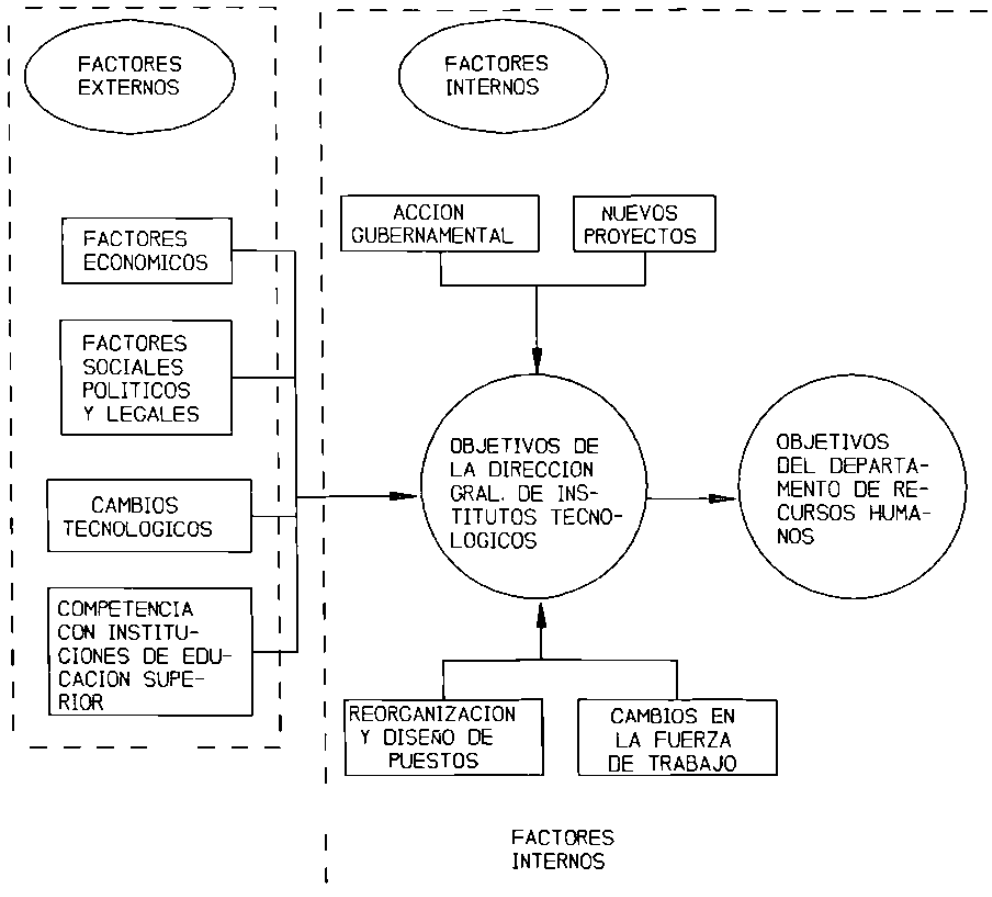 FACTORES
EXTERNOS
FACTORES
ECONOMICOS
FACTORES
SOCIALES
POLITICOS
Y LEGALES
CAMBIOS
TECNOLOGICOS
COMPETENCIA
CON INSTITU-
CIONES DE EDU-
CACION SUPE-
RIOR
FACTORES
INTERNOS
ACCION
GUBERNAMENTAL
NUEVOS
PROYECTOS
OBJETIVOS DE
LA DIRECCION
GRAL. DE INS-
TITUTOS TECNO-
LOGICOS
OBJETIVOS
DEL DEPARTA-
MENTO DE RE-
CURSOS HUMA-
NOS
REORGANIZACION
Y DISEÑO DE
PUESTOS
CAMBIOS EN
LA FUERZA
DE TRABAJO
FACTORES
INTERNOS